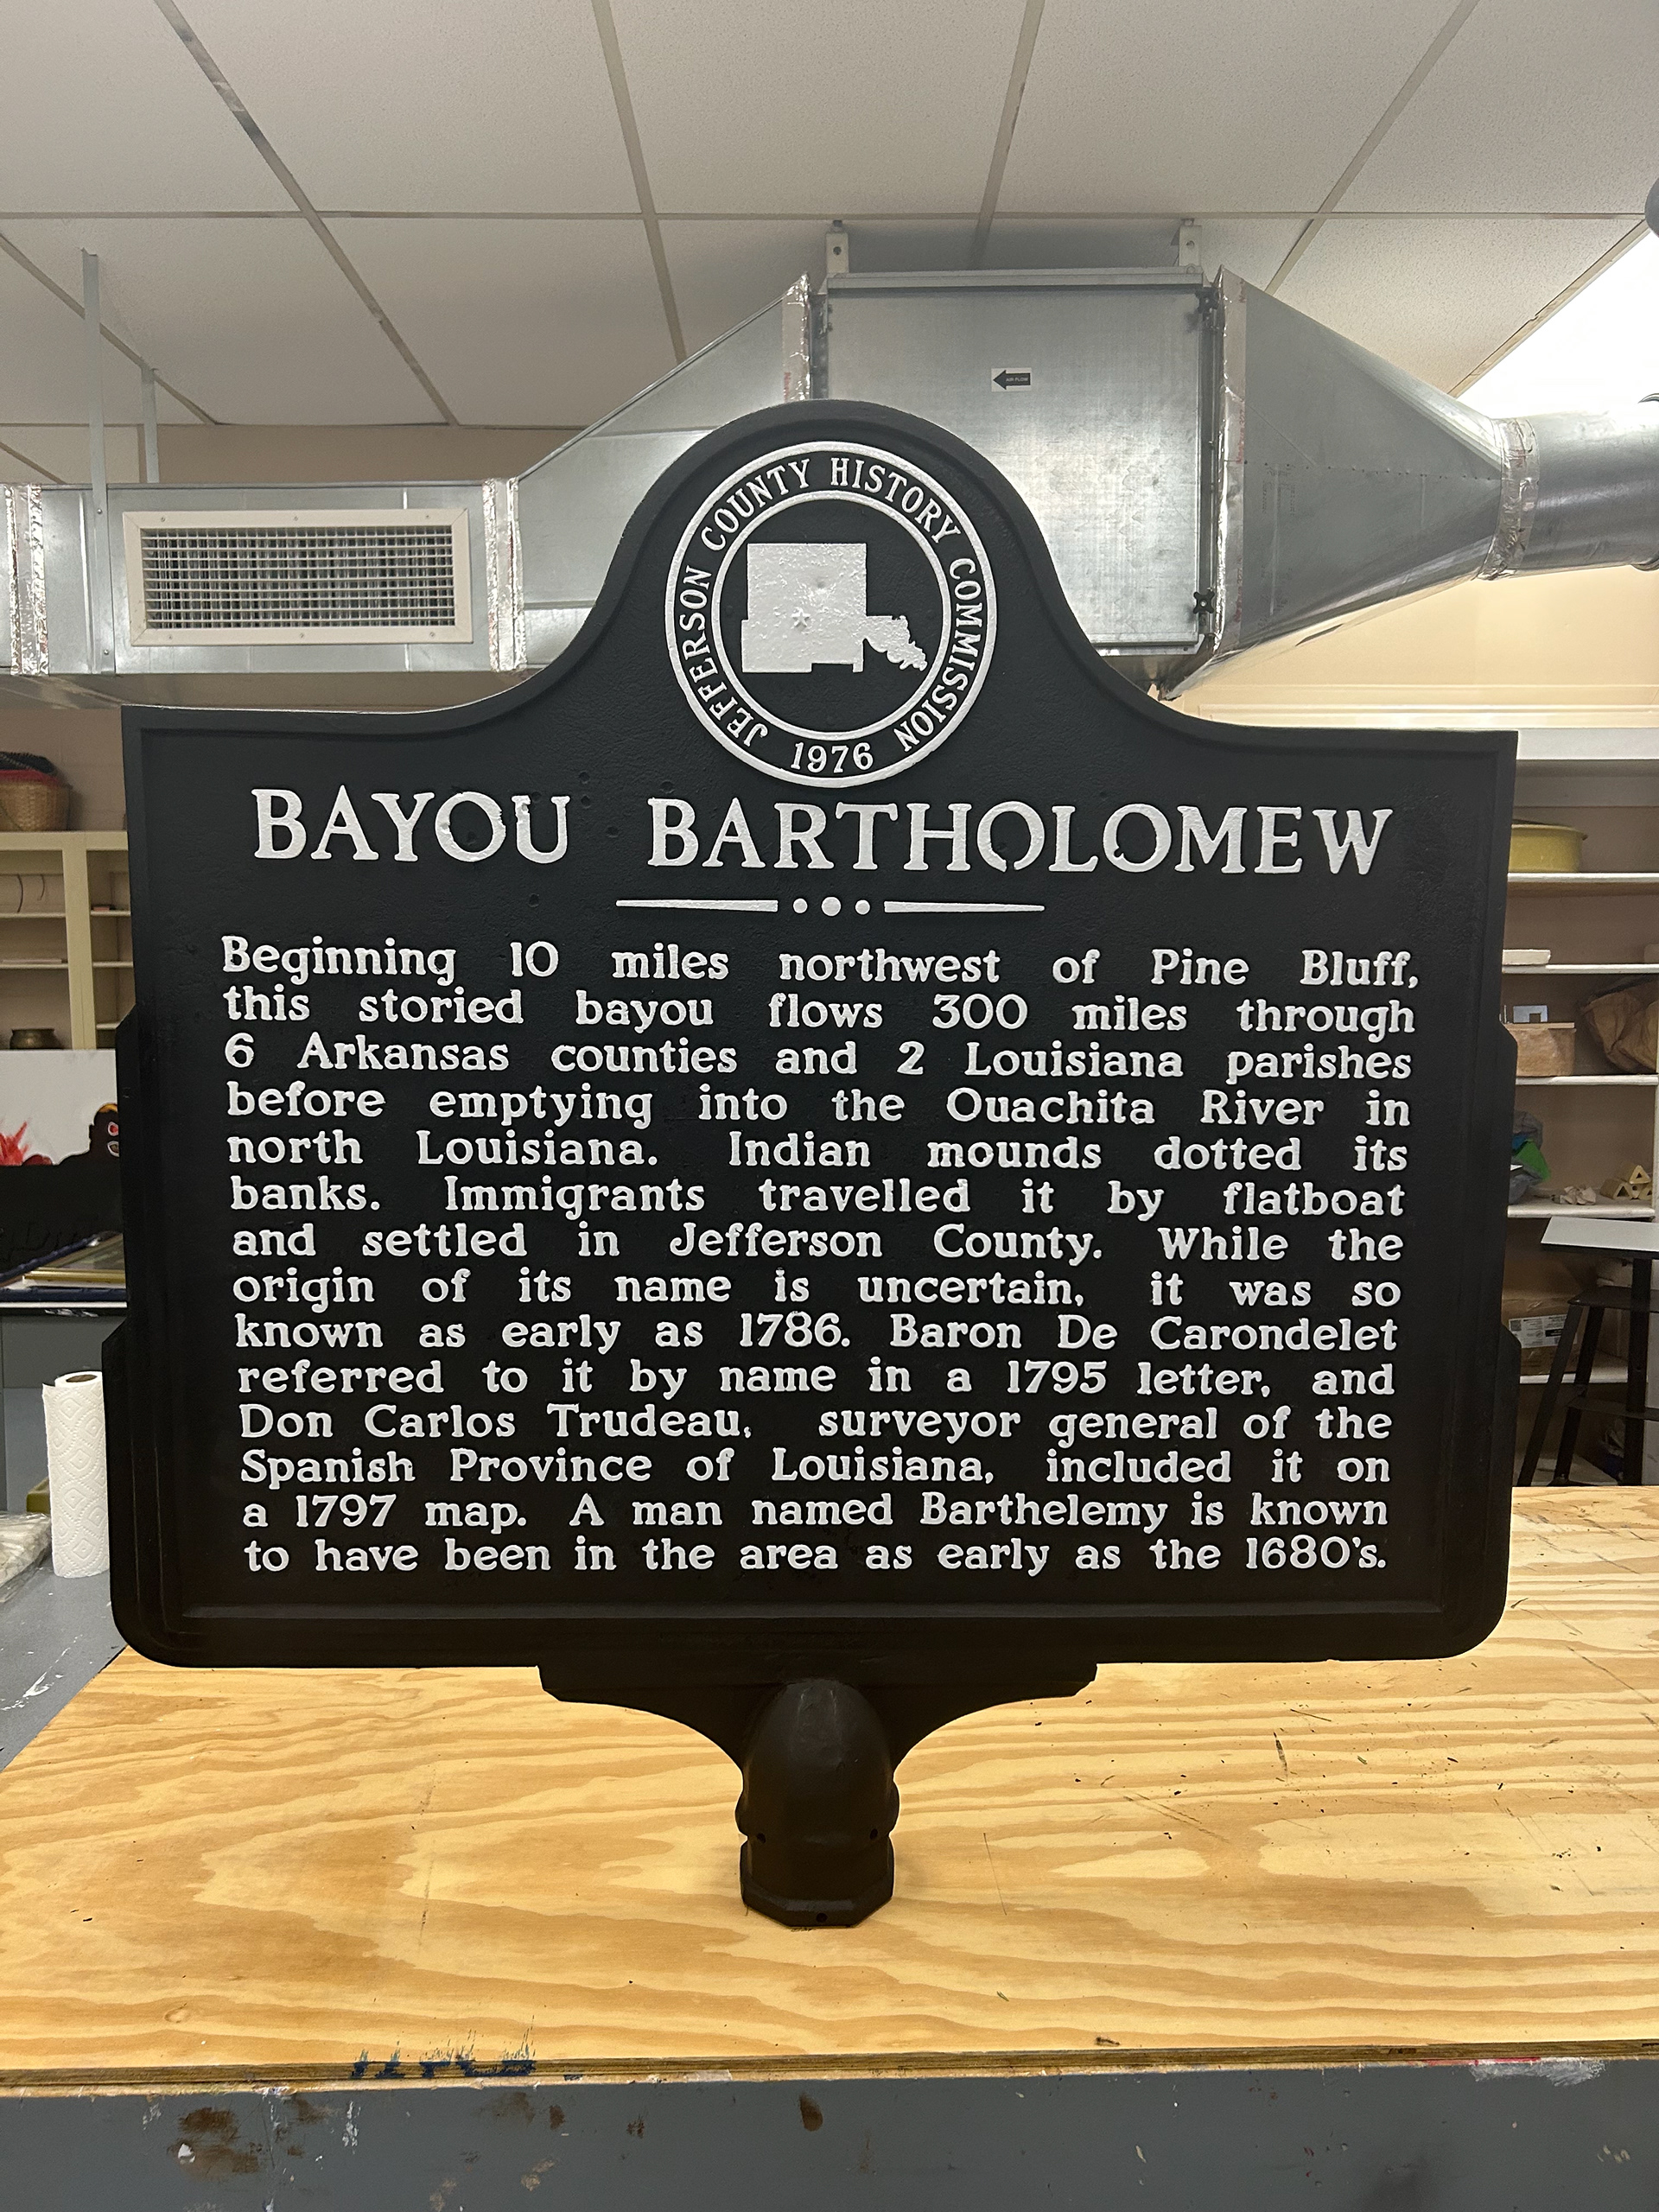 AIR FLOW
JEFFERSON COUNTY HISTORY COMMISSION
1976
BAYOU BARTHOLOMEW
Beginning 10 miles northwest of Pine Bluff,
this storied bayou flows 300 miles through
6 Arkansas counties and 2 Louisiana parishes
before emptying into the Ouachita River in
north Louisiana. Indian mounds dotted its
banks. Immigrants travelled it by flatboat
and settled in Jefferson County. While the
origin of its name is uncertain, it was so
known as early as 1786. Baron De Carondelet
referred to it by name in a 1795 letter, and
Don Carlos Trudeau, surveyor general of the
Spanish Province of Louisiana, included it on
a 1797 map. A man named Barthelemy is known
to have been in the area as early as the 1680's.